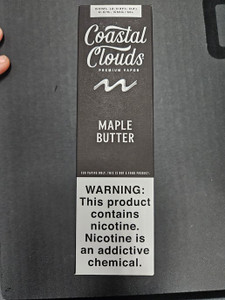 Coastal
Clouds
PREMIUM VAPOR
MAPLE
BUTTER
WARNING:
This product
contains
nicotine.
Nicotine is
an addictive
chemical.